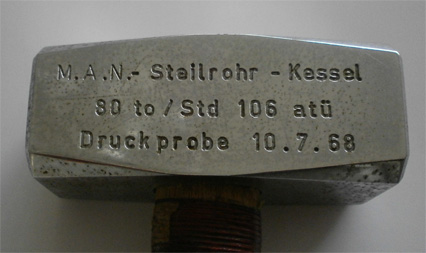 M.A.N.- Steilrohr - Kessel
80 to / Std 106 atü
Druckprobe 10.7.68